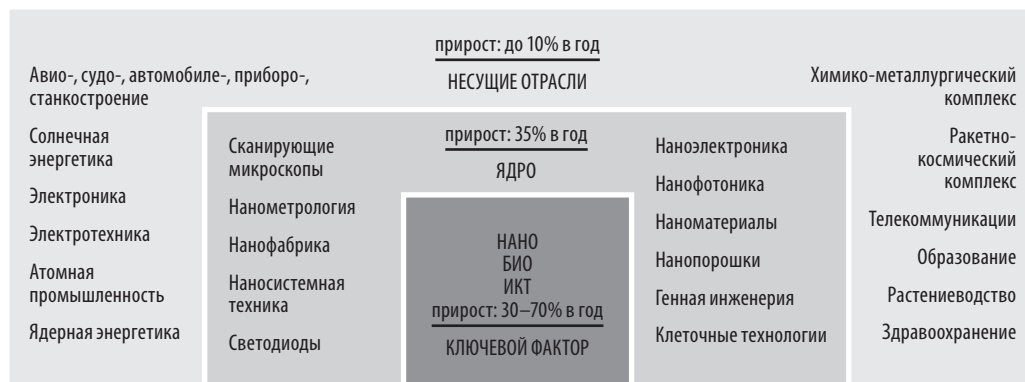 прирост: до 10% в год
НЕСУЩИЕ ОТРАСЛИ
Авио-, судо-, автомобиле-, приборо-,
станкостроение
Солнечная
энергетика
Электроника
Электротехника
Атомная
промышленность
Ядерная энергетика
Сканирующие
микроскопы
Нанометрология
Нанофабрика
Наносистемная
техника
Светодиоды
прирост: 35% в год
ЯДРО
НАНО
БИО
ИКТ
прирост: 30–70% в год
КЛЮЧЕВОЙ ФАКТОР
Наноэлектроника
Нанофотоника
Наноматериалы
Нанопорошки
Генная инженерия
Клеточные технологии
Химико-металлургический
комплекс
Ракетно-
космический
комплекс
Телекоммуникации
Образование
Растениеводство
Здравоохранение